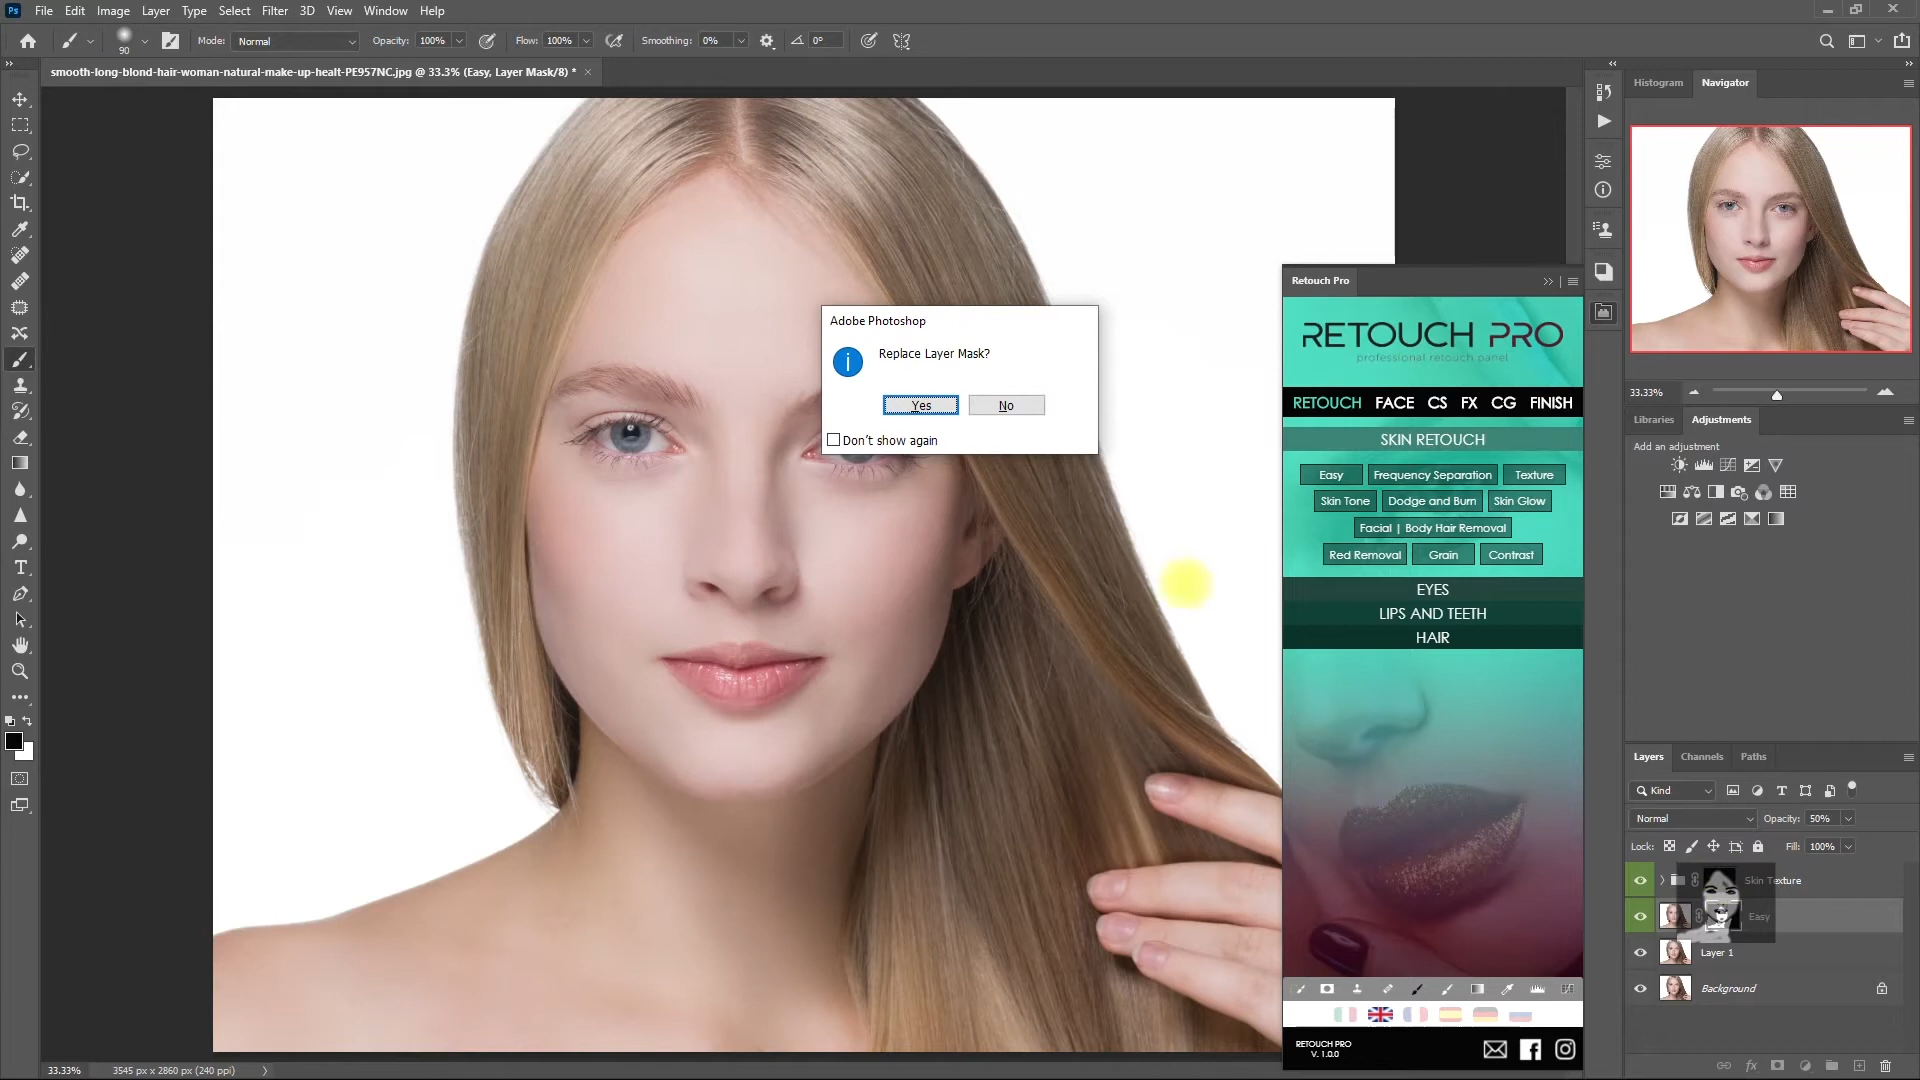 Ps File Edit Image Layer Type Select Filter 3D View Window Help
90 Mode: Normal Opacity: 100% Flow: 100% Smoothing: 0% 0°
smooth-long-blond-hair-woman-natural-make-up-healt-PE957NC.jpg @ 33.3% (Easy, Layer Mask/8) * ×
Histogram Navigator
33.33%
Libraries Adjustments
Add an adjustment
Adobe Photoshop
Replace Layer Mask?
Yes No
Don't show again
Retouch Pro
RETOUCH PRO
professional retouch panel
RETOUCH FACE CS FX CG FINISH
SKIN RETOUCH
Easy Frequency Separation Texture
Skin Tone Dodge and Burn Skin Glow
Facial | Body Hair Removal
Red Removal Grain Contrast
EYES
LIPS AND TEETH
HAIR
RETOUCH PRO
V. 1.0.0
Layers Channels Paths
Kind
Normal Opacity: 50%
Lock: Fill: 100%
Skin Texture
Easy
Layer 1
Background
33.33% 3545 px x 2860 px (240 ppi)